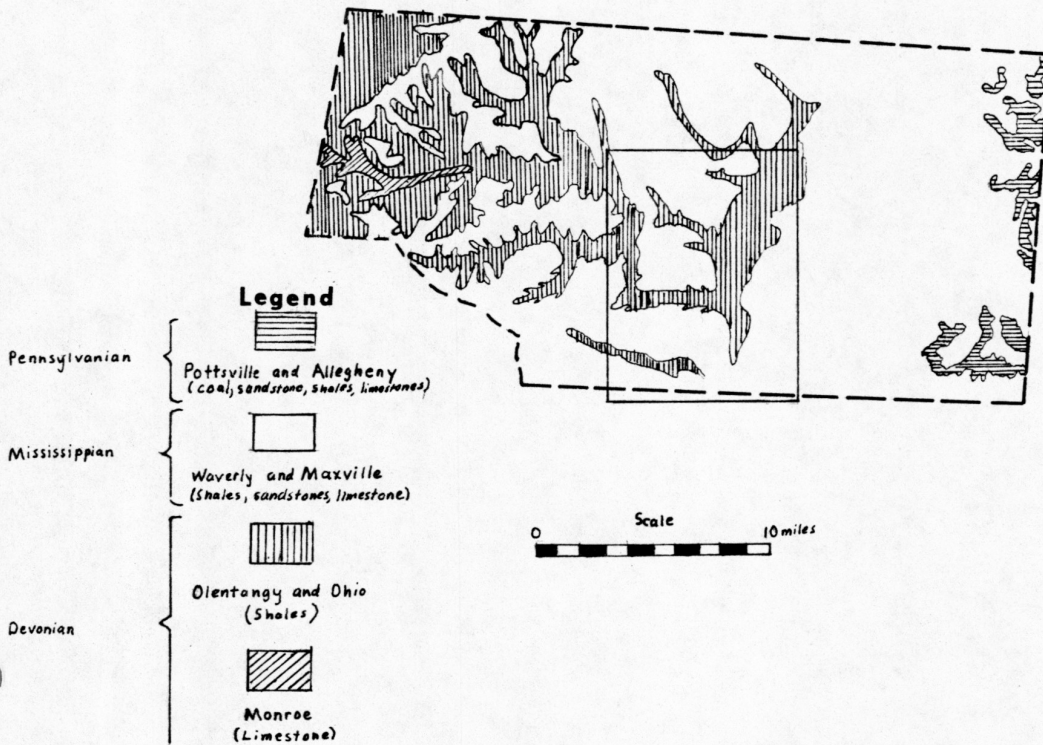 Legend
Pennsylvanian
Pottsville and Allegheny
(coal, sandstone, shales, limestones)
Mississippian
Waverly and Maxville
(Shales, sandstones, limestone)
Olentangy and Ohio
(Shales)
Devonian
Monroe
(Limestone)
Scale
0 10 miles